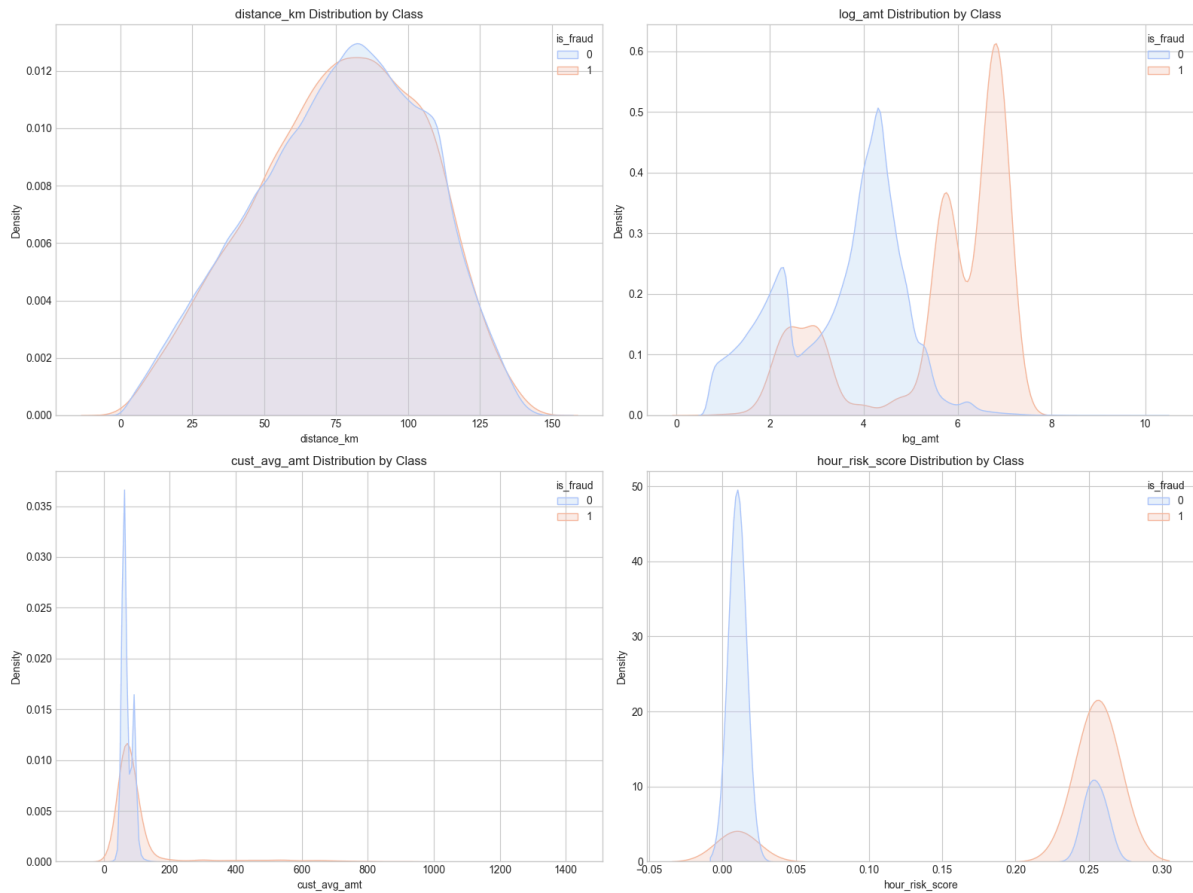 distance_km Distribution by Class
is_fraud
0
1
Density
0.012
0.010
0.008
0.006
0.004
0.002
0.000
0 25 50 75 100 125 150
distance_km
log_amt Distribution by Class
is_fraud
0
1
Density
0.6
0.5
0.4
0.3
0.2
0.1
0.0
0 2 4 6 8 10
log_amt
cust_avg_amt Distribution by Class
is_fraud
0
1
Density
0.035
0.030
0.025
0.020
0.015
0.010
0.005
0.000
0 200 400 600 800 1000 1200 1400
cust_avg_amt
hour_risk_score Distribution by Class
is_fraud
0
1
Density
50
40
30
20
10
0
−0.05 0.00 0.05 0.10 0.15 0.20 0.25 0.30
hour_risk_score